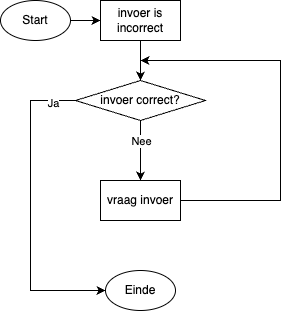 Start
invoer is
incorrect
invoer correct?
Ja
Nee
vraag invoer
Einde